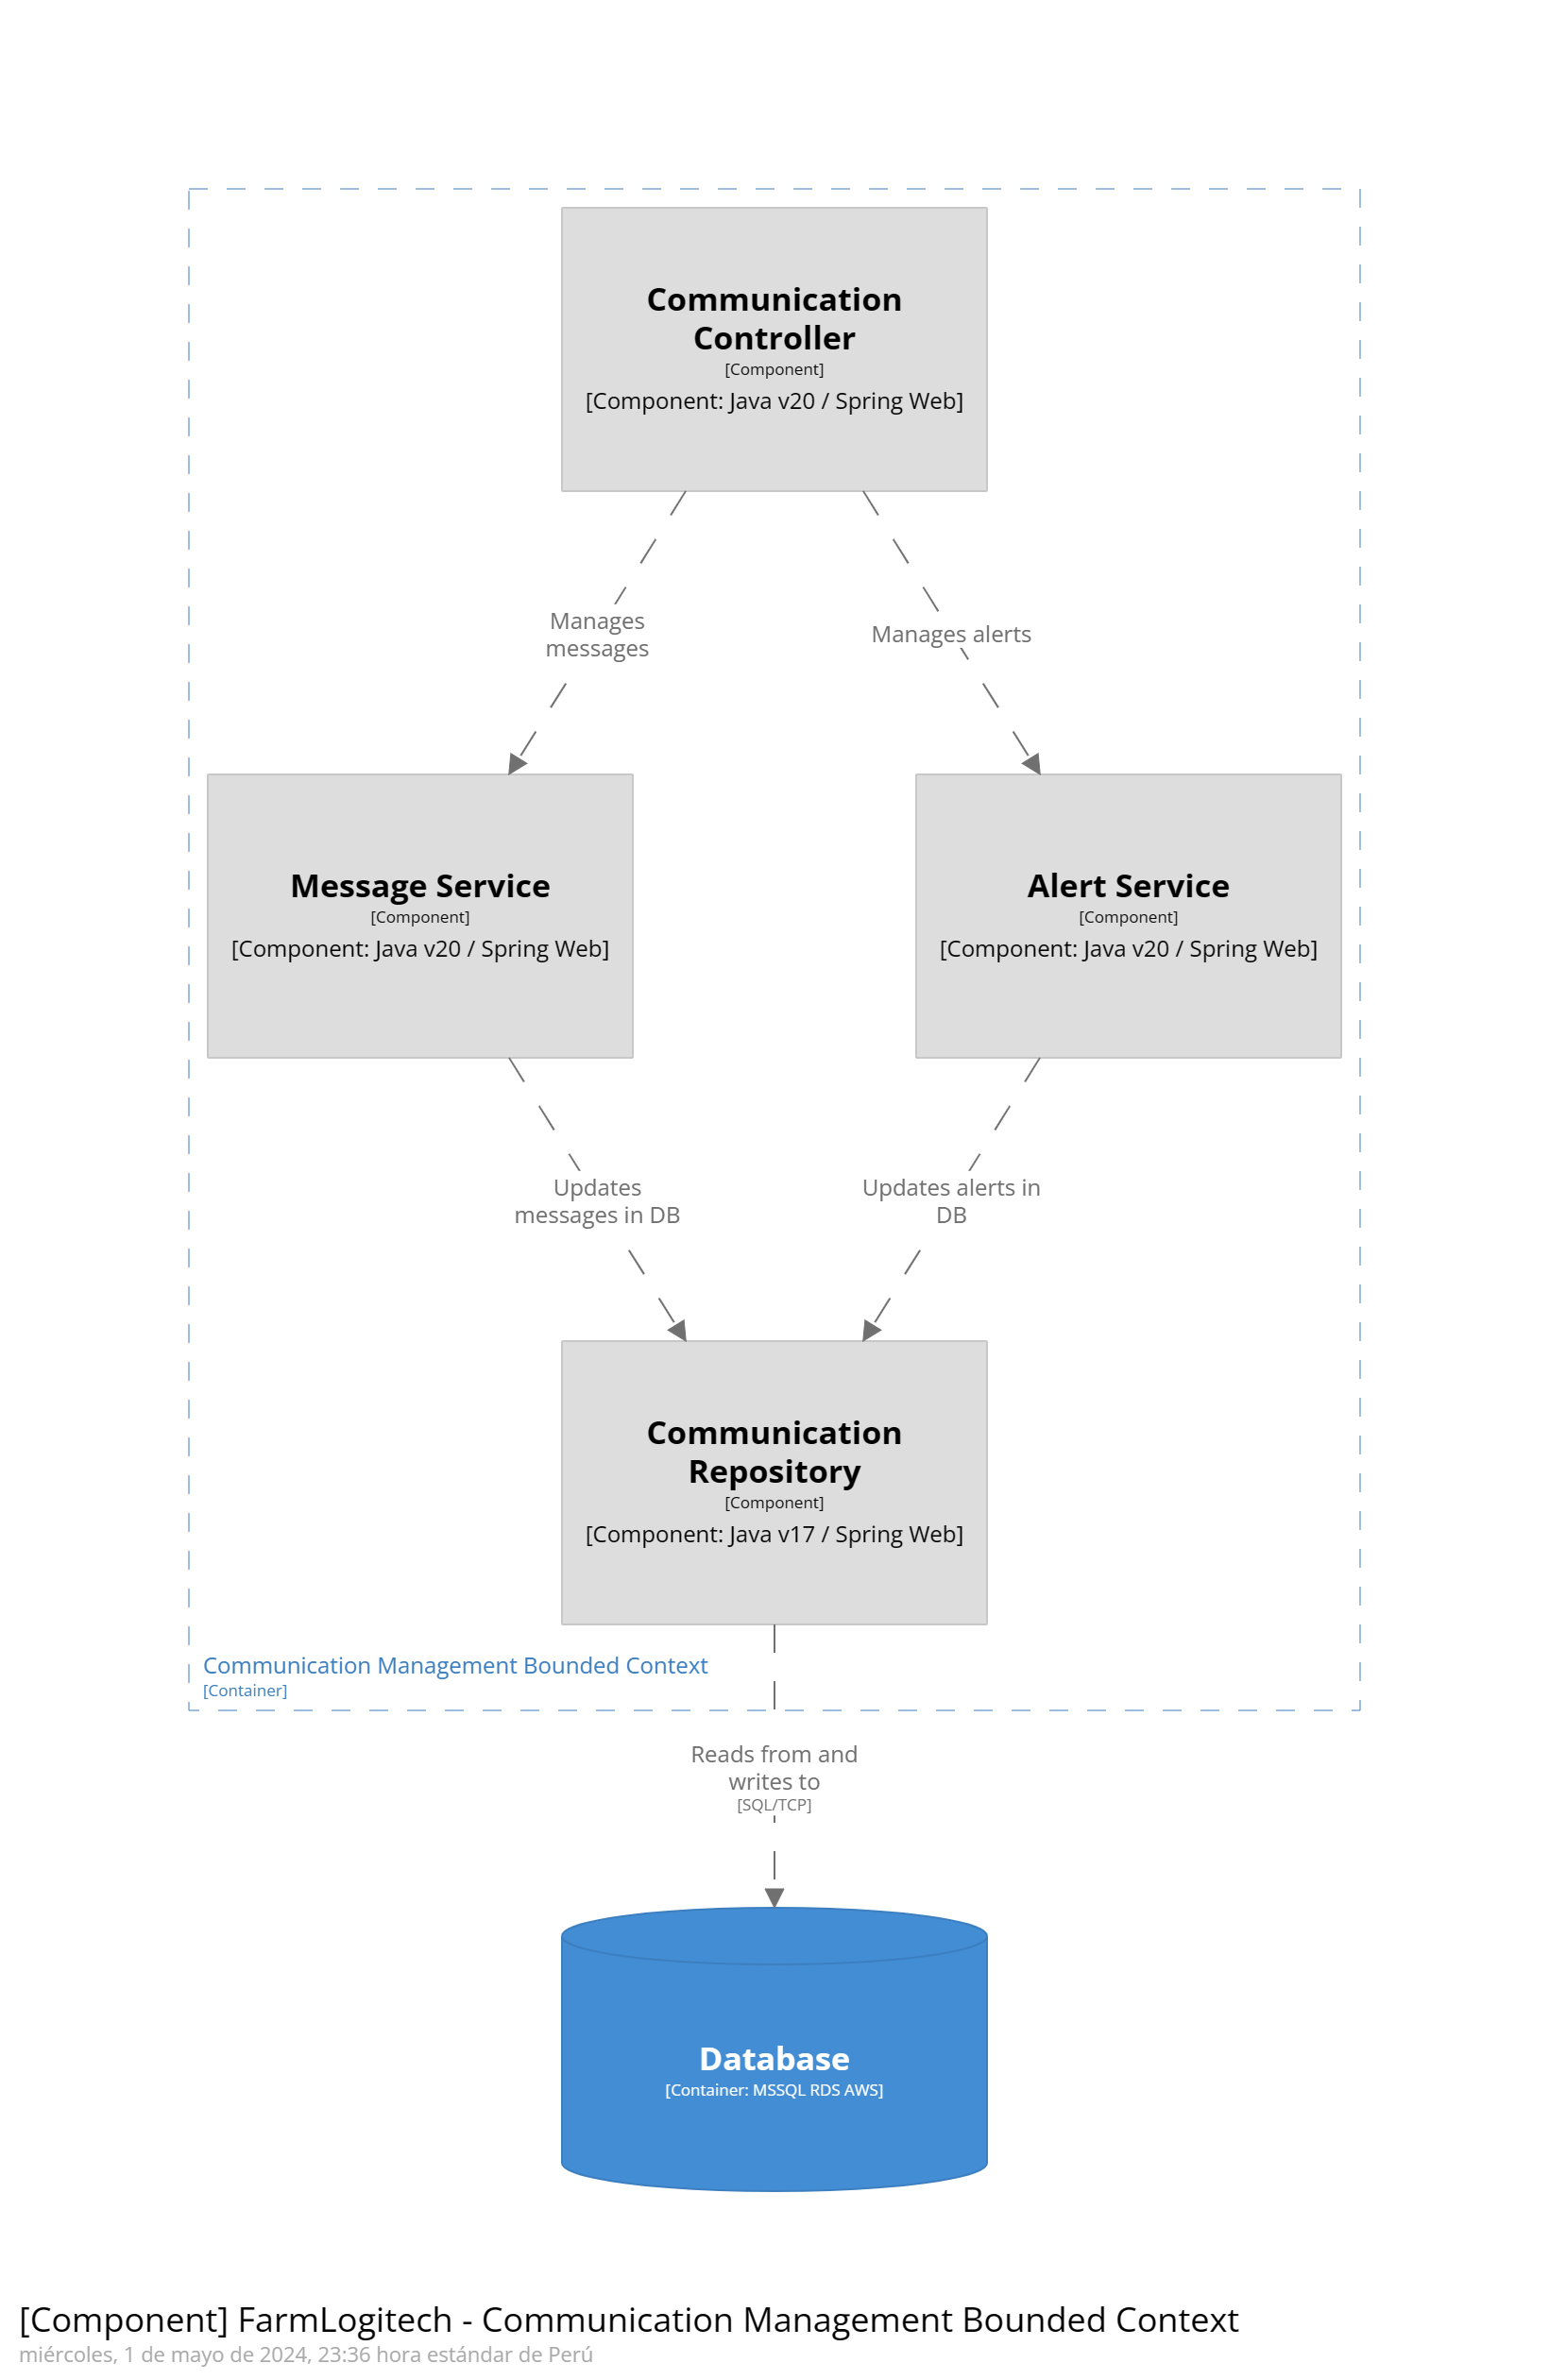 Communication
Controller
[Component]
[Component: Java v20 / Spring Web]
Manages
messages
Manages alerts
Message Service
[Component]
[Component: Java v20 / Spring Web]
Alert Service
[Component]
[Component: Java v20 / Spring Web]
Updates
messages in DB
Updates alerts in
DB
Communication
Repository
[Component]
[Component: Java v17 / Spring Web]
Communication Management Bounded Context
[Container]
Reads from and
writes to
[SQL/TCP]
Database
[Container: MSSQL RDS AWS]
[Component] FarmLogitech - Communication Management Bounded Context
miércoles, 1 de mayo de 2024, 23:36 hora estándar de Perú